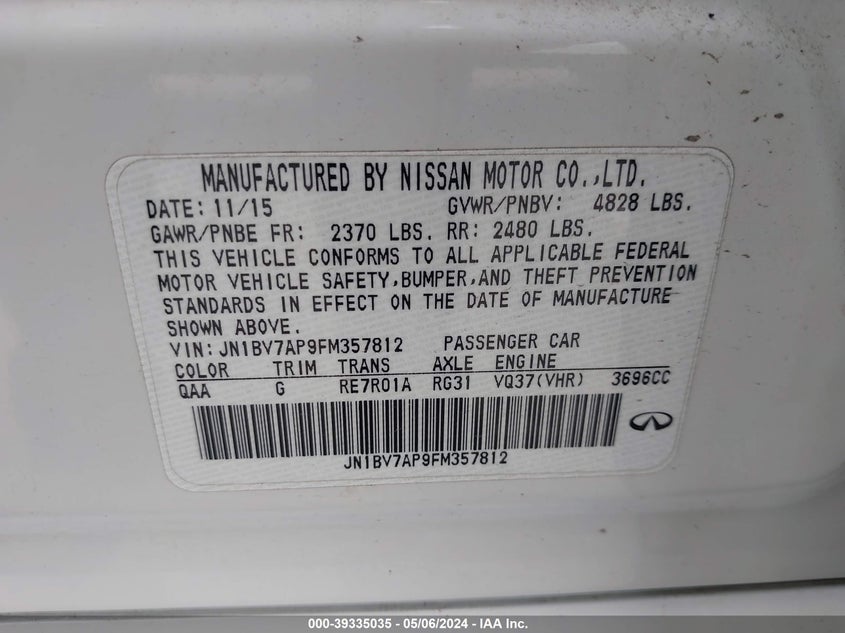 MANUFACTURED BY NISSAN MOTOR CO.,LTD.
DATE: 11/15 GVWR/PNBV: 4828 LBS.
GAWR/PNBE FR: 2370 LBS. RR: 2480 LBS.
THIS VEHICLE CONFORMS TO ALL APPLICABLE FEDERAL
MOTOR VEHICLE SAFETY,BUMPER,AND THEFT PREVENTION
STANDARDS IN EFFECT ON THE DATE OF MANUFACTURE
SHOWN ABOVE.
VIN: JN1BV7AP9FM357812 PASSENGER CAR
COLOR TRIM TRANS AXLE ENGINE
QAA G RE7R01A RG31 VQ37(VHR) 3696CC
JN1BV7AP9FM357812
000-39335035 - 05/06/2024 - IAA Inc.